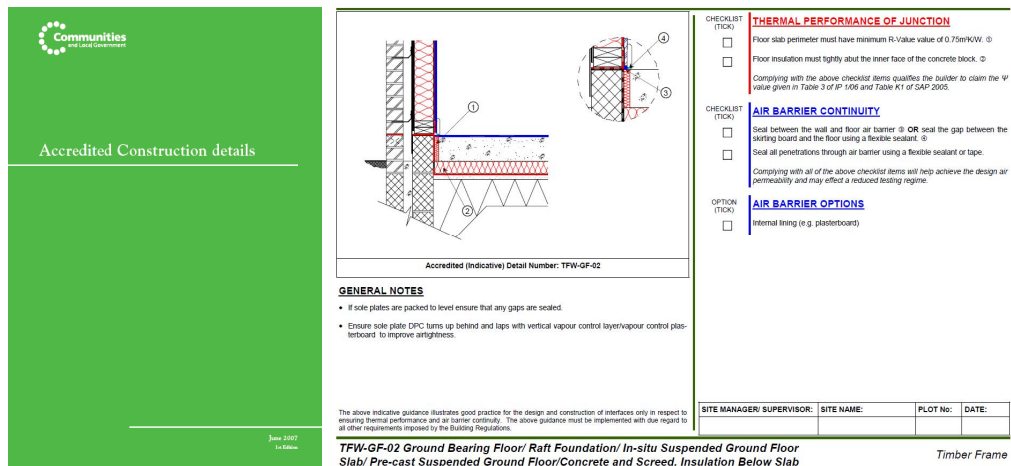 Communities
and Local Government
Accredited Construction details
June 2007
1st Edition
1
2
3
4
Accredited (Indicative) Detail Number: TFW-GF-02
GENERAL NOTES
• If sole plates are packed to level ensure that any gaps are sealed.
• Ensure sole plate DPC turns up behind and laps with vertical vapour control layer/vapour control plas-
terboard to improve airtightness.
The above indicative guidance illustrates good practice for the design and construction of interfaces only in respect to
ensuring thermal performance and air barrier continuity. The above guidance must be implemented with due regard to
all other requirements imposed by the Building Regulations.
CHECKLIST
(TICK)
THERMAL PERFORMANCE OF JUNCTION
Floor slab perimeter must have minimum R-Value value of 0.75m²K/W. ①
Floor insulation must tightly abut the inner face of the concrete block. ②
Complying with the above checklist items qualifies the builder to claim the Ψ
value given in Table 3 of IP 1/06 and Table K1 of SAP 2005.
CHECKLIST
(TICK)
AIR BARRIER CONTINUITY
Seal between the wall and floor air barrier ③ OR seal the gap between the
skirting board and the floor using a flexible sealant. ④
Seal all penetrations through air barrier using a flexible sealant or tape.
Complying with all of the above checklist items will help achieve the design air
permeability and may effect a reduced testing regime.
OPTION
(TICK)
AIR BARRIER OPTIONS
Internal lining (e.g. plasterboard)
SITE MANAGER/ SUPERVISOR: SITE NAME: PLOT No: DATE:
TFW-GF-02 Ground Bearing Floor/ Raft Foundation/ In-situ Suspended Ground Floor
Slab/ Pre-cast Suspended Ground Floor/Concrete and Screed, Insulation Below Slab
Timber Frame